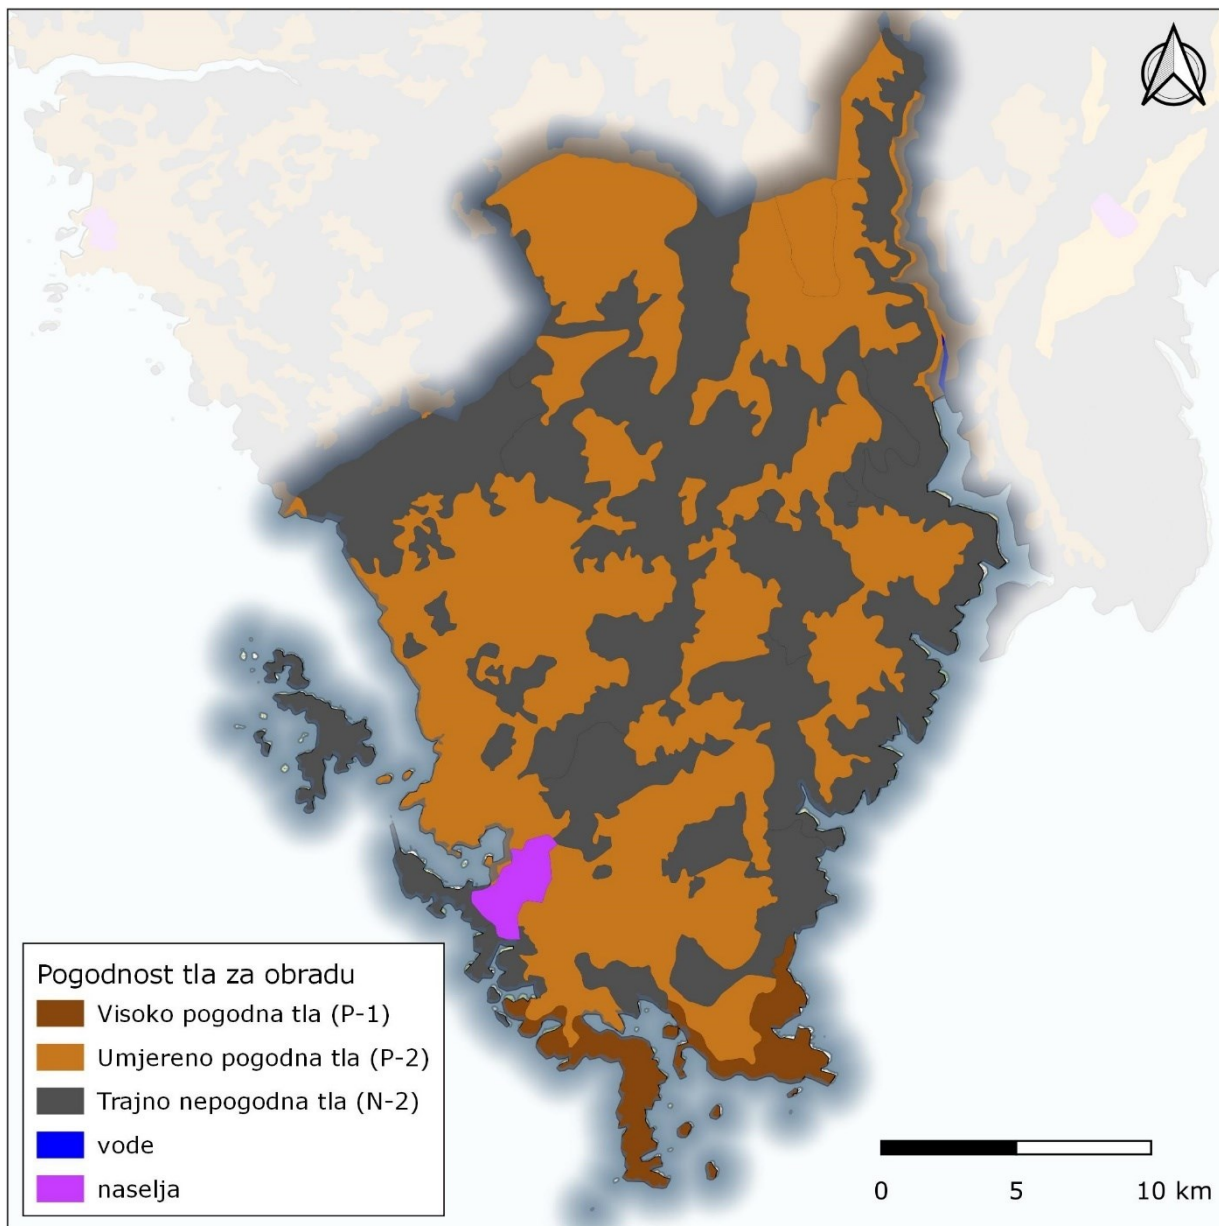 Pogodnost tla za obradu
Visoko pogodna tla (P-1)
Umjereno pogodna tla (P-2)
Trajno nepogodna tla (N-2)
vode
naselja
0 5 10 km